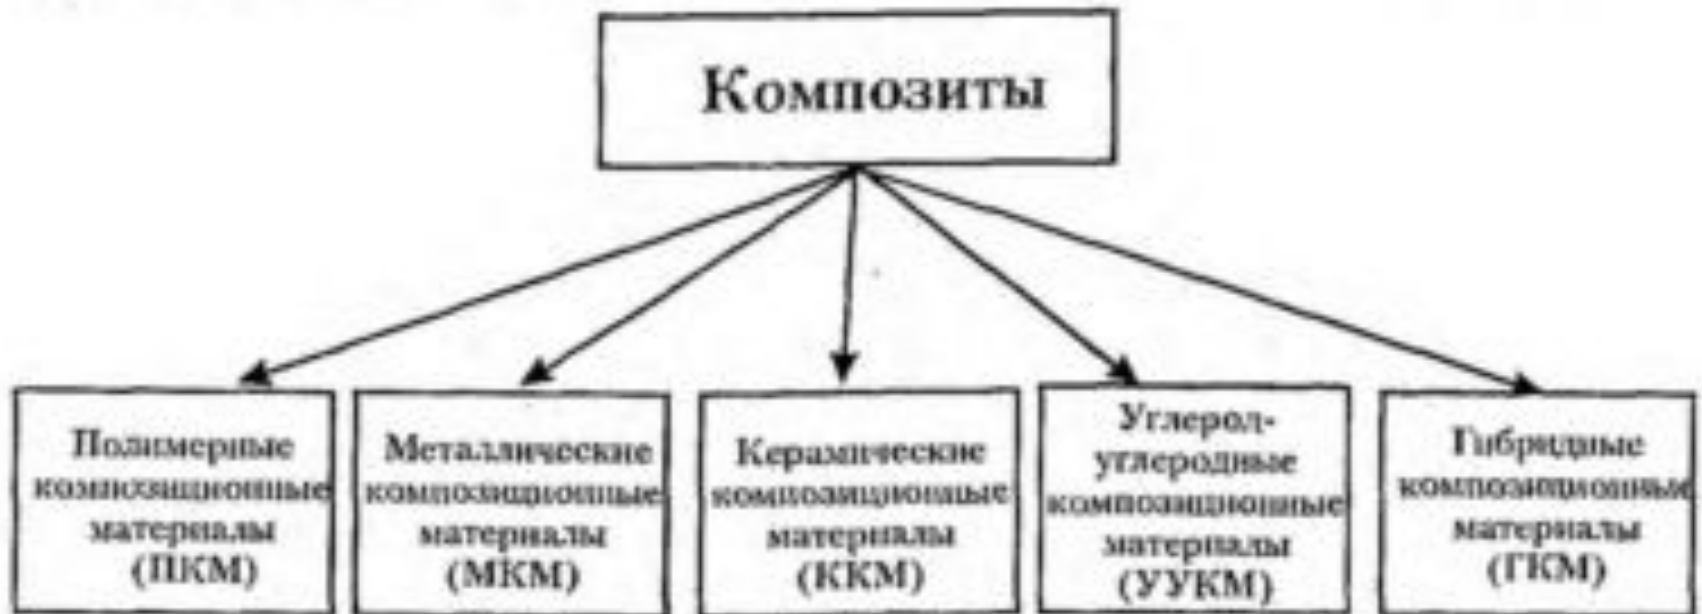 Композиты
Полимерные
композиционные
материалы
(ПКМ)
Металлические
композиционные
материалы
(МКМ)
Керамические
композиционные
материалы
(ККМ)
Углерод-
углеродные
композиционные
материалы
(УУКМ)
Гибридные
композиционные
материалы
(ГКМ)